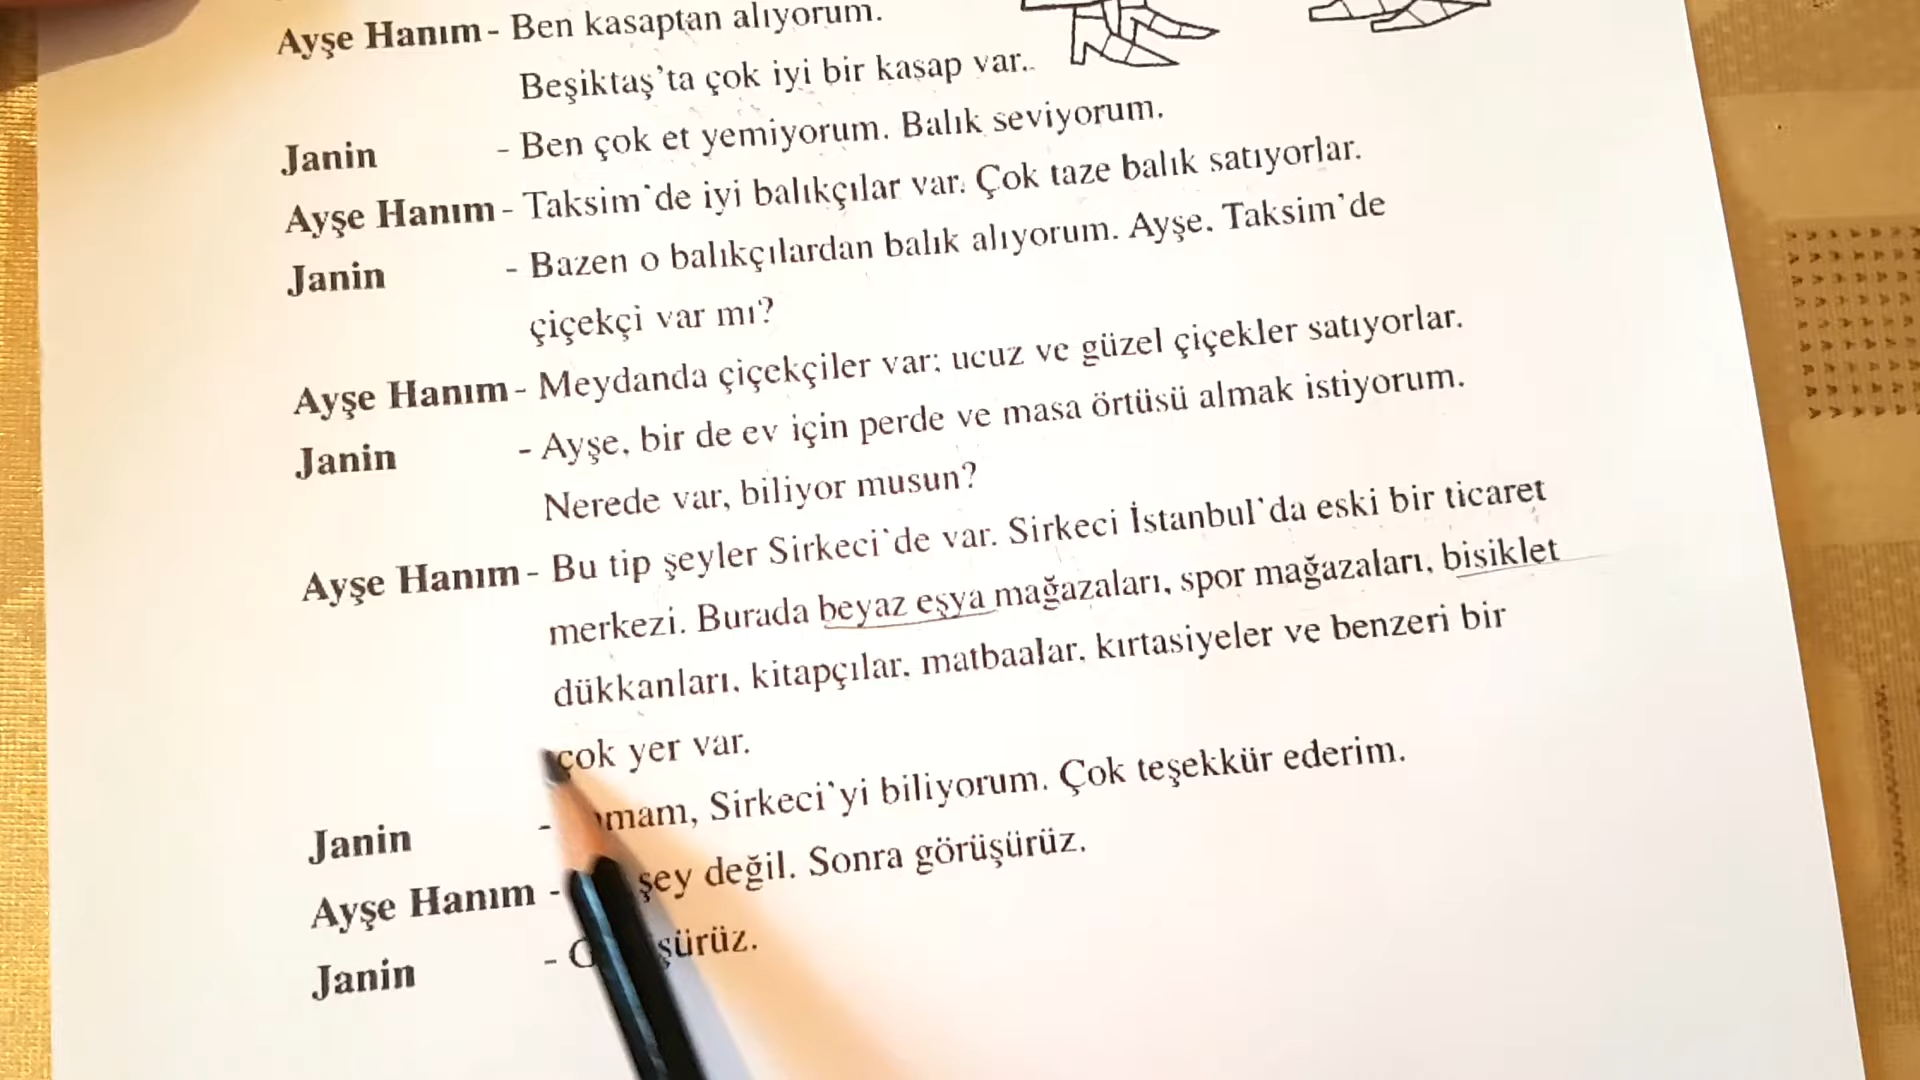 Ayşe Hanım - Ben kasaptan alıyorum.
Beşiktaş'ta çok iyi bir kasap var.
Janin - Ben çok et yemiyorum. Balık seviyorum.
Ayşe Hanım - Taksim'de iyi balıkçılar var. Çok taze balık satıyorlar.
Janin - Bazen o balıkçılardan balık alıyorum. Ayşe, Taksim'de
çiçekçi var mı?
Ayşe Hanım - Meydanda çiçekçiler var; ucuz ve güzel çiçekler satıyorlar.
Janin - Ayşe, bir de ev için perde ve masa örtüsü almak istiyorum.
Nerede var, biliyor musun?
Ayşe Hanım - Bu tip şeyler Sirkeci'de var. Sirkeci İstanbul'da eski bir ticaret
merkezi. Burada beyaz eşya mağazaları, spor mağazaları, bisiklet
dükkanları, kitapçılar, matbaalar, kırtasiyeler ve benzeri bir
çok yer var.
Janin - Sirkeci'yi biliyorum. Çok teşekkür ederim.
Ayşe Hanım - şey değil. Sonra görüşürüz.
Janin -